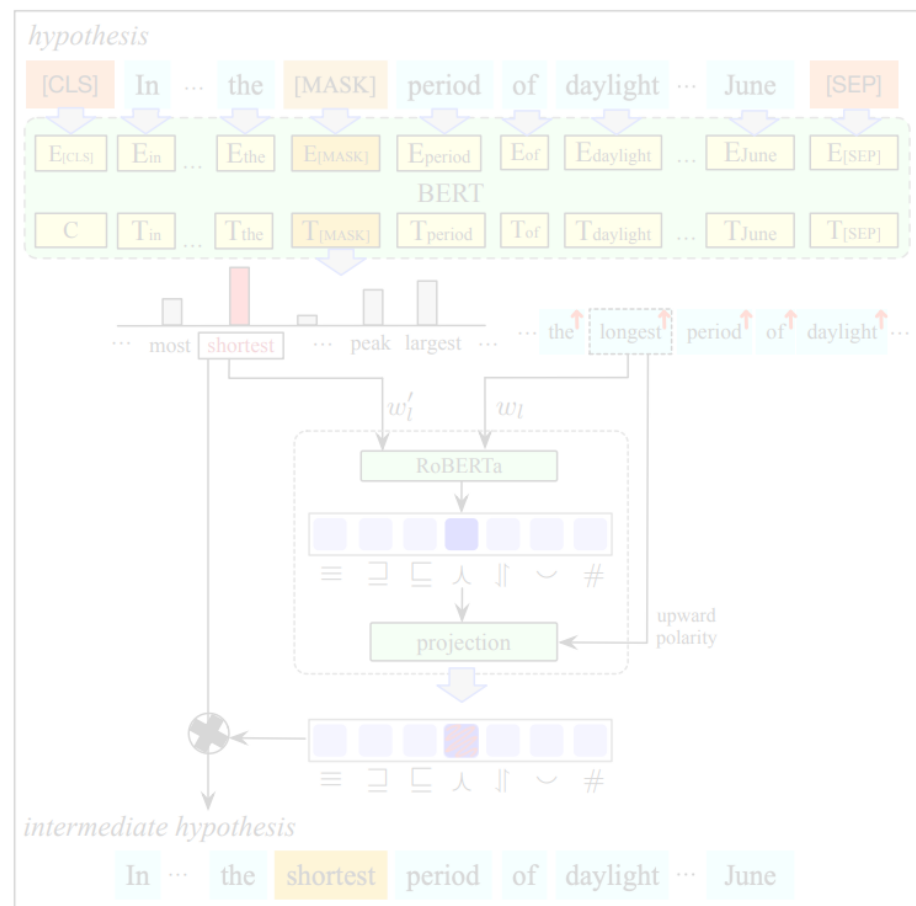 hypothesis
[CLS] In ... the [MASK] period of daylight ... June [SEP]
E[CLS] Ein ... Ethe E[MASK] Eperiod Eof Edaylight ... EJune E[SEP]
BERT
C Tin ... Tthe T[MASK] Tperiod Tof Tdaylight ... TJune T[SEP]
... the longest period of daylight ...
... most shortest ... peak largest ...
w′l wl
RoBERTa
≡ ⊒ ⊑ ⋏ ⥮ ⌣ #
upward
polarity
projection
≡ ⊒ ⊑ ⋏ ⥮ ⌣ #
intermediate hypothesis
In ... the shortest period of daylight ... June